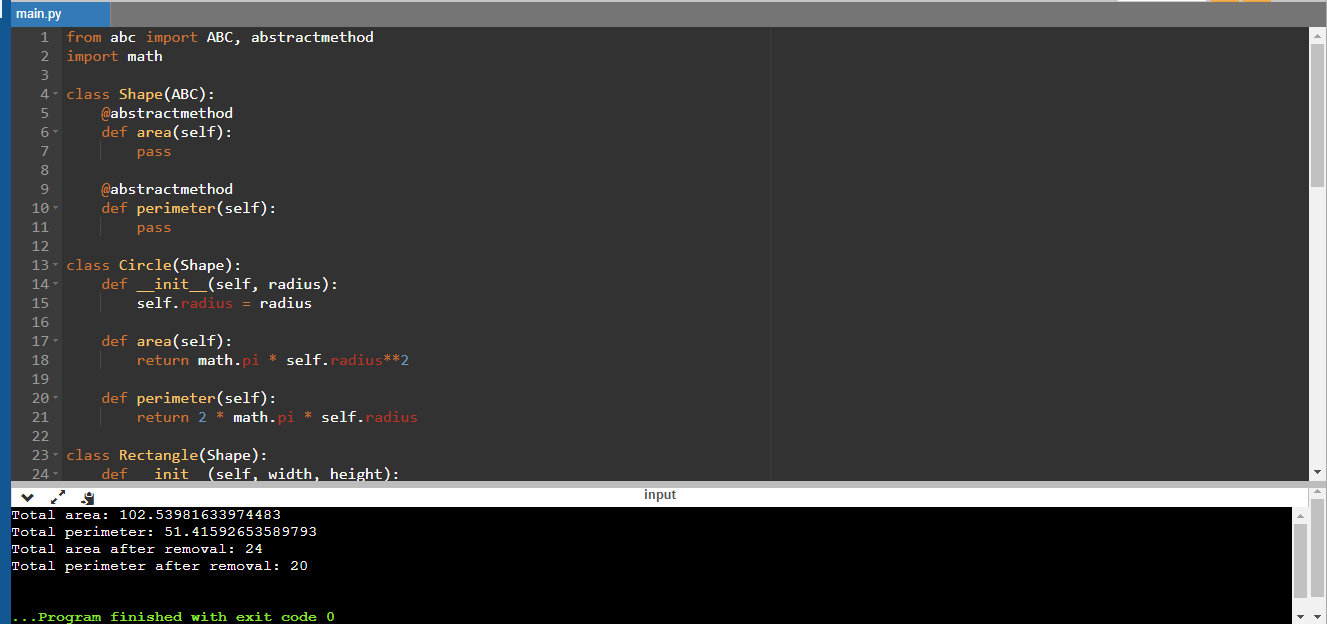 main.py
1 from abc import ABC, abstractmethod
2 import math
3
4 class Shape(ABC):
5     @abstractmethod
6     def area(self):
7         pass
8
9     @abstractmethod
10     def perimeter(self):
11         pass
12
13 class Circle(Shape):
14     def __init__(self, radius):
15         self.radius = radius
16
17     def area(self):
18         return math.pi * self.radius**2
19
20     def perimeter(self):
21         return 2 * math.pi * self.radius
22
23 class Rectangle(Shape):
24     def __init__(self, width, height):
input
Total area: 102.53981633974483
Total perimeter: 51.41592653589793
Total area after removal: 24
Total perimeter after removal: 20
...Program finished with exit code 0